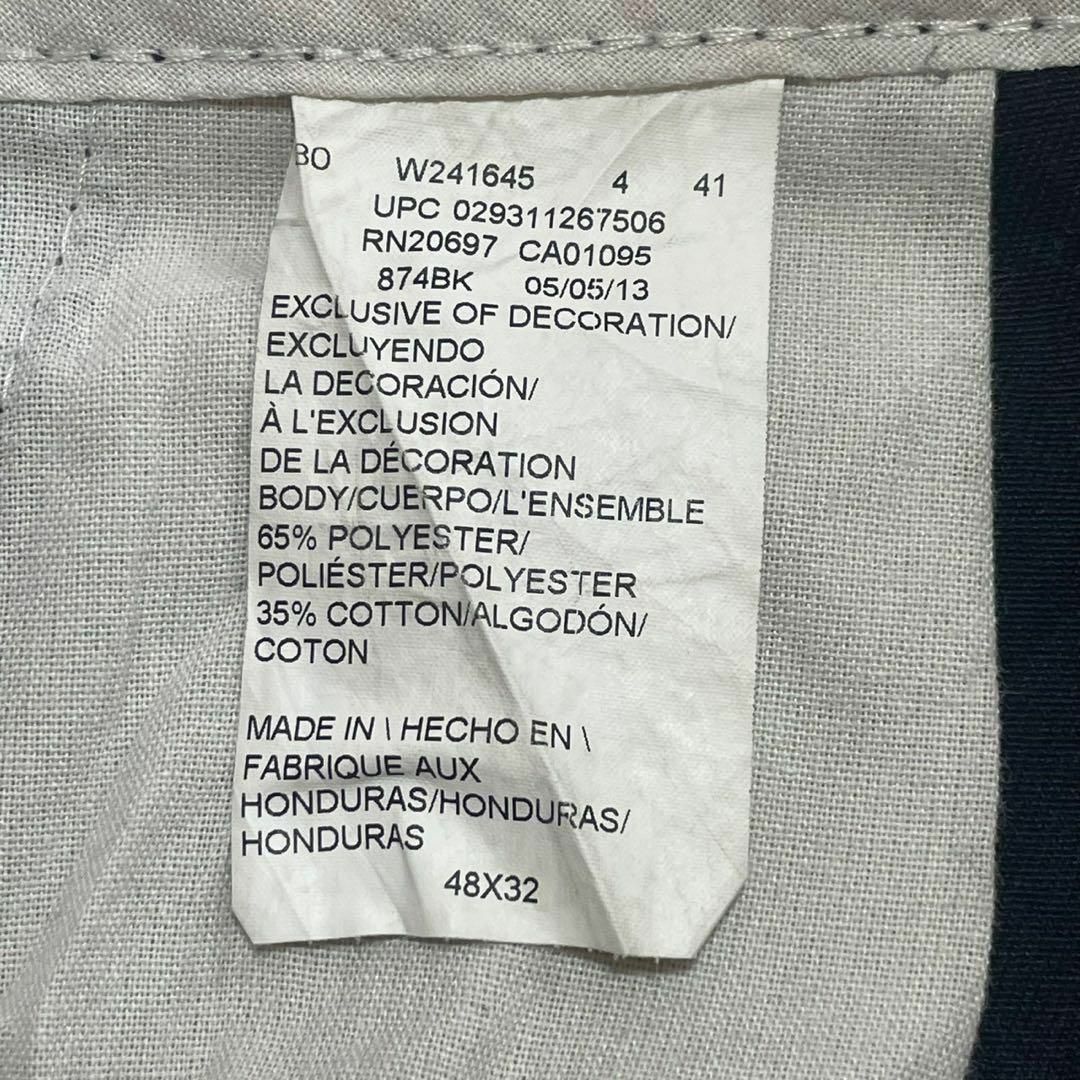 BO W241645 4 41
UPC 029311267506
RN20697 CA01095
874BK 05/05/13
EXCLUSIVE OF DECORATION/
EXCLUYENDO
LA DECORACIÓN/
À L'EXCLUSION
DE LA DÉCORATION
BODY/CUERPO/L'ENSEMBLE
65% POLYESTER/
POLIÉSTER/POLYESTER
35% COTTON/ALGODÓN/
COTON
MADE IN \ HECHO EN \
FABRIQUE AUX
HONDURAS/HONDURAS/
HONDURAS
48X32